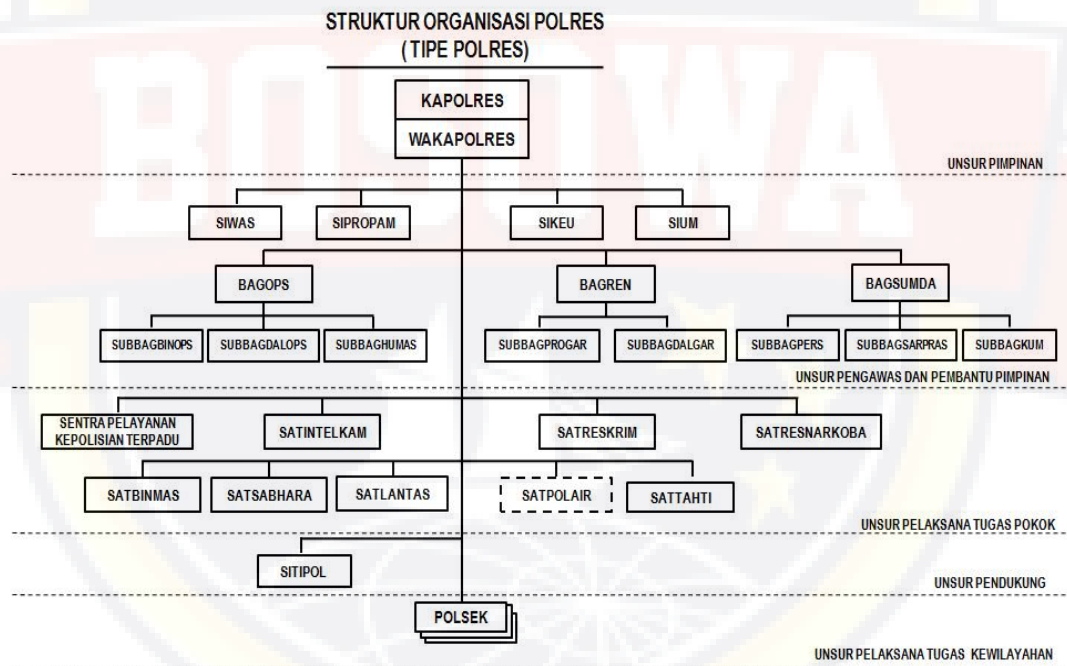 STRUKTUR ORGANISASI POLRES
( TIPE POLRES)
BOSOWA
KAPOLRES
WAKAPOLRES
UNSUR PIMPINAN
SIWAS
SIPROPAM
SIKEU
SIUM
BAGOPS
BAGREN
BAGSUMDA
SUBBAGBINOPS
SUBBAGDALOPS
SUBBAGHUMAS
SUBBAGPROGAR
SUBBAGDALGAR
SUBBAGPERS
SUBBAGSARPRAS
SUBBAGKUM
UNSUR PENGAWAS DAN PEMBANTU PIMPINAN
SENTRA PELAYANAN
KEPOLISIAN TERPADU
SATINTELKAM
SATRESKRIM
SATRESNARKOBA
SATBINMAS
SATSABHARA
SATLANTAS
SATPOLAIR
SATTAHTI
UNSUR PELAKSANA TUGAS POKOK
SITIPOL
UNSUR PENDUKUNG
POLSEK
UNSUR PELAKSANA TUGAS KEWILAYAHAN